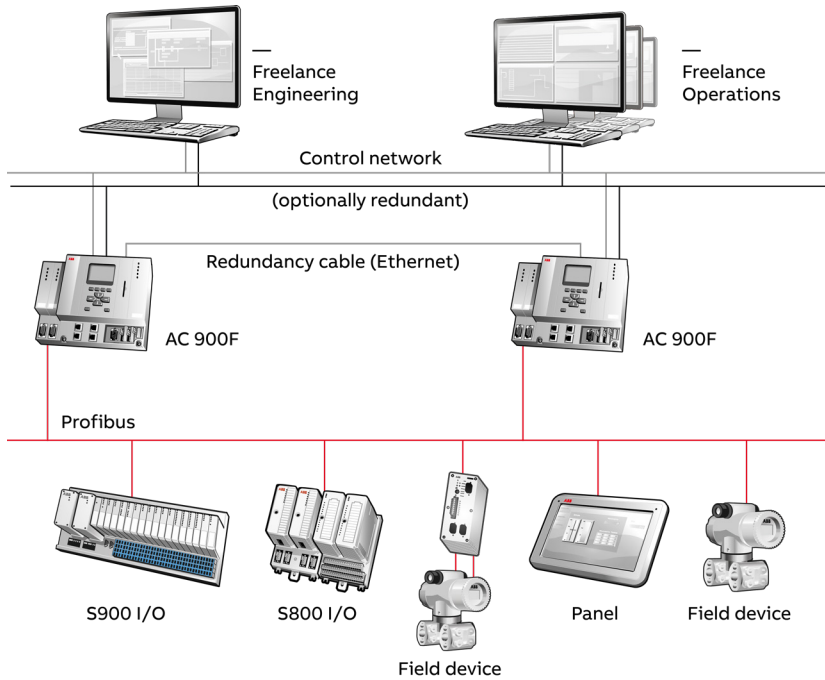 Freelance
Engineering
Freelance
Operations
Control network
(optionally redundant)
Redundancy cable (Ethernet)
AC 900F
AC 900F
Profibus
S900 I/O
S800 I/O
Panel
Field device
Field device